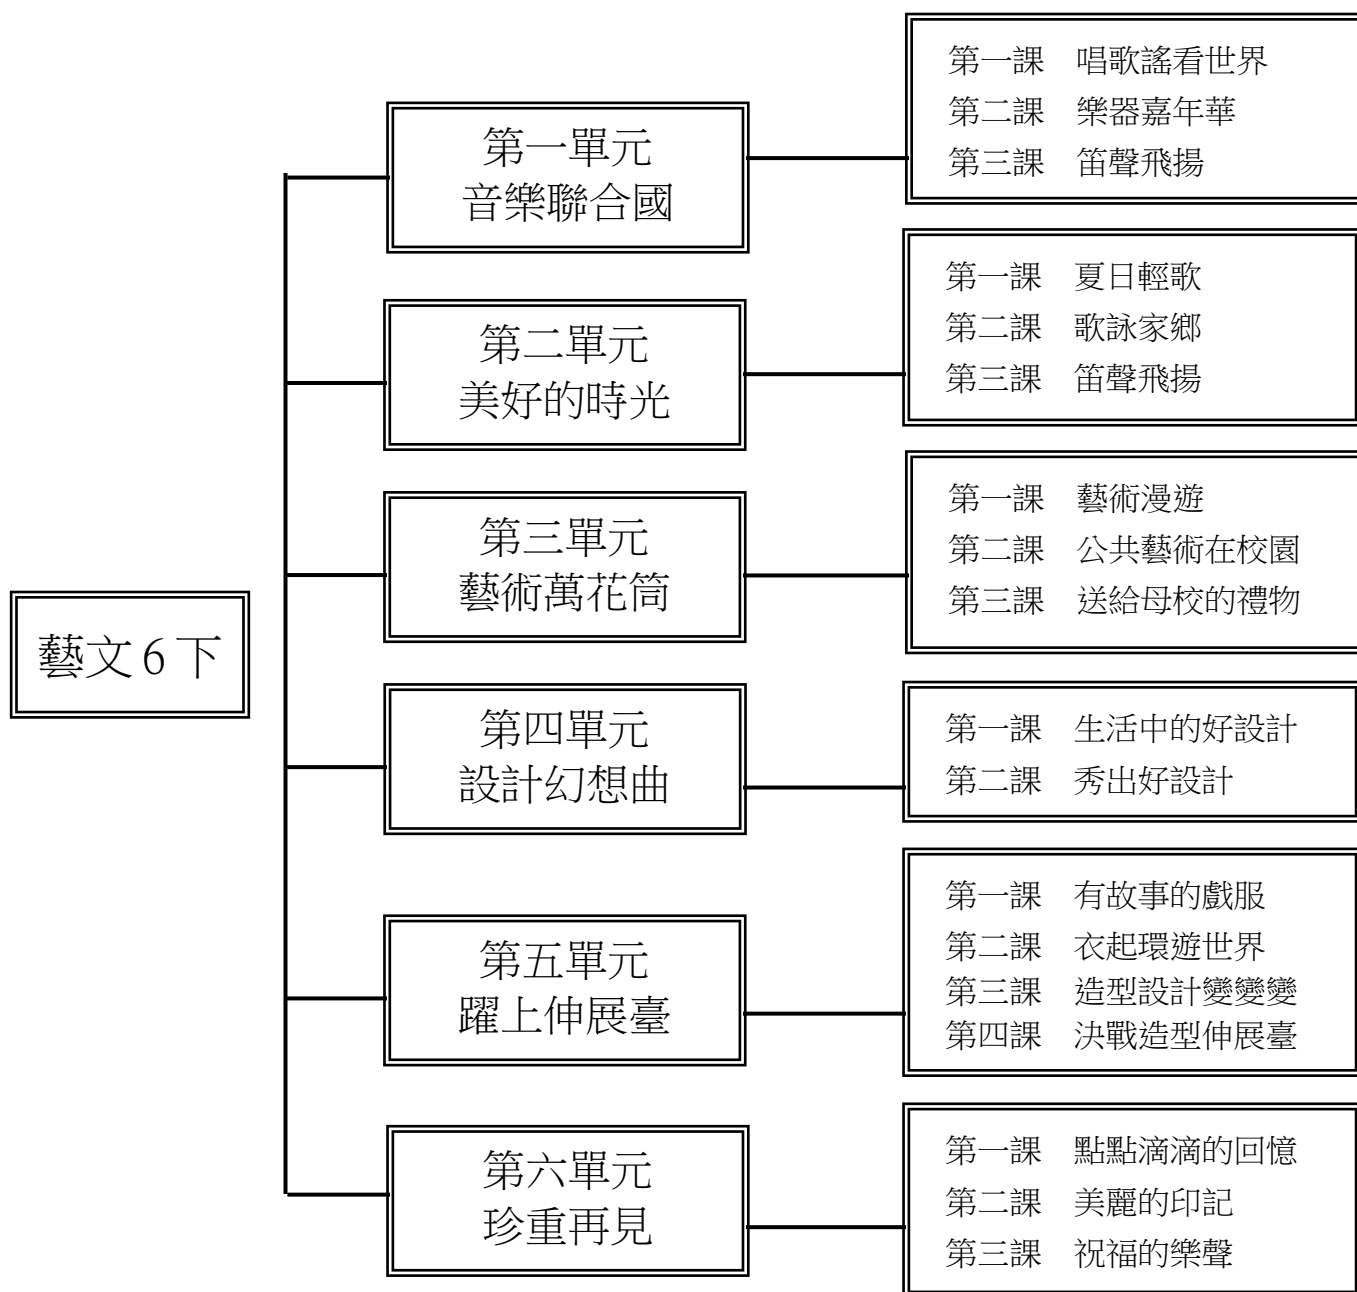 藝文6下
第一單元
音樂聯合國
第一課　唱歌謠看世界
第二課　樂器嘉年華
第三課　笛聲飛揚
第二單元
美好的時光
第一課　夏日輕歌
第二課　歌詠家鄉
第三課　笛聲飛揚
第三單元
藝術萬花筒
第一課　藝術漫遊
第二課　公共藝術在校園
第三課　送給母校的禮物
第四單元
設計幻想曲
第一課　生活中的好設計
第二課　秀出好設計
第五單元
躍上伸展臺
第一課　有故事的戲服
第二課　衣起環遊世界
第三課　造型設計變變變
第四課　決戰造型伸展臺
第六單元
珍重再見
第一課　點點滴滴的回憶
第二課　美麗的印記
第三課　祝福的樂聲